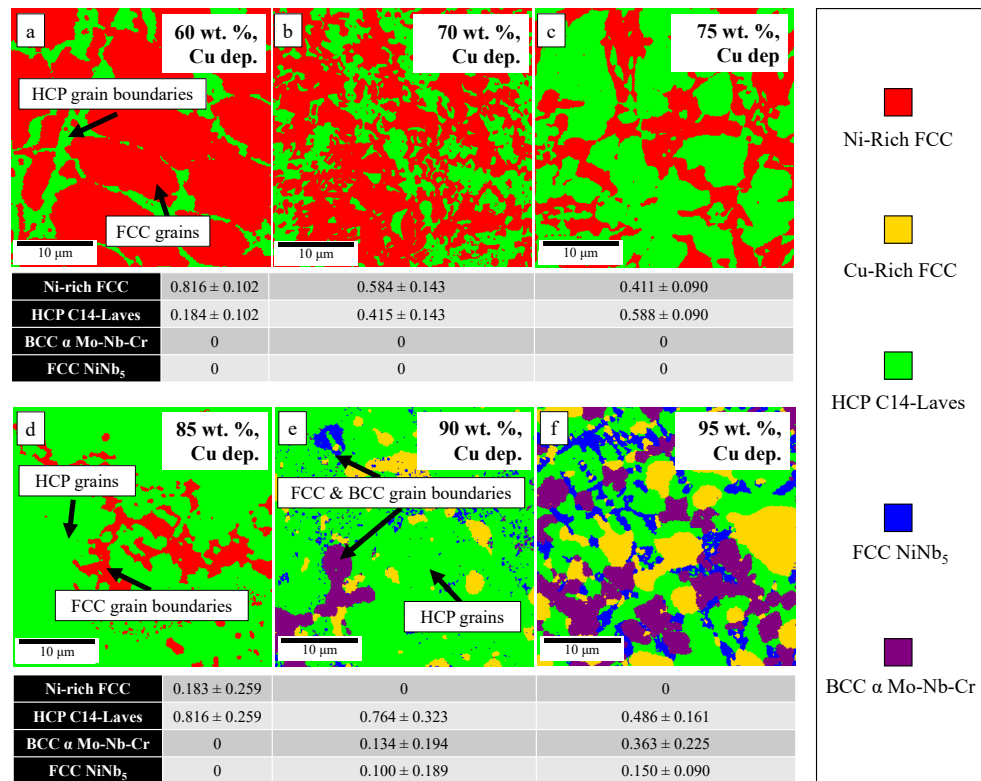 a
60 wt. %,
Cu dep.
HCP grain boundaries
FCC grains
10 μm
b
70 wt. %,
Cu dep.
10 μm
c
75 wt. %,
Cu dep
10 μm
Ni-rich FCC 0.816 ± 0.102 0.584 ± 0.143 0.411 ± 0.090
HCP C14-Laves 0.184 ± 0.102 0.415 ± 0.143 0.588 ± 0.090
BCC α Mo-Nb-Cr 0 0 0
FCC NiNb₅ 0 0 0
d
85 wt. %,
Cu dep.
HCP grains
FCC grain boundaries
10 μm
e
90 wt. %,
Cu dep.
FCC & BCC grain boundaries
HCP grains
10 μm
f
95 wt. %,
Cu dep.
10 μm
Ni-rich FCC 0.183 ± 0.259 0 0
HCP C14-Laves 0.816 ± 0.259 0.764 ± 0.323 0.486 ± 0.161
BCC α Mo-Nb-Cr 0 0.134 ± 0.194 0.363 ± 0.225
FCC NiNb₅ 0 0.100 ± 0.189 0.150 ± 0.090
Ni-Rich FCC
Cu-Rich FCC
HCP C14-Laves
FCC NiNb₅
BCC α Mo-Nb-Cr